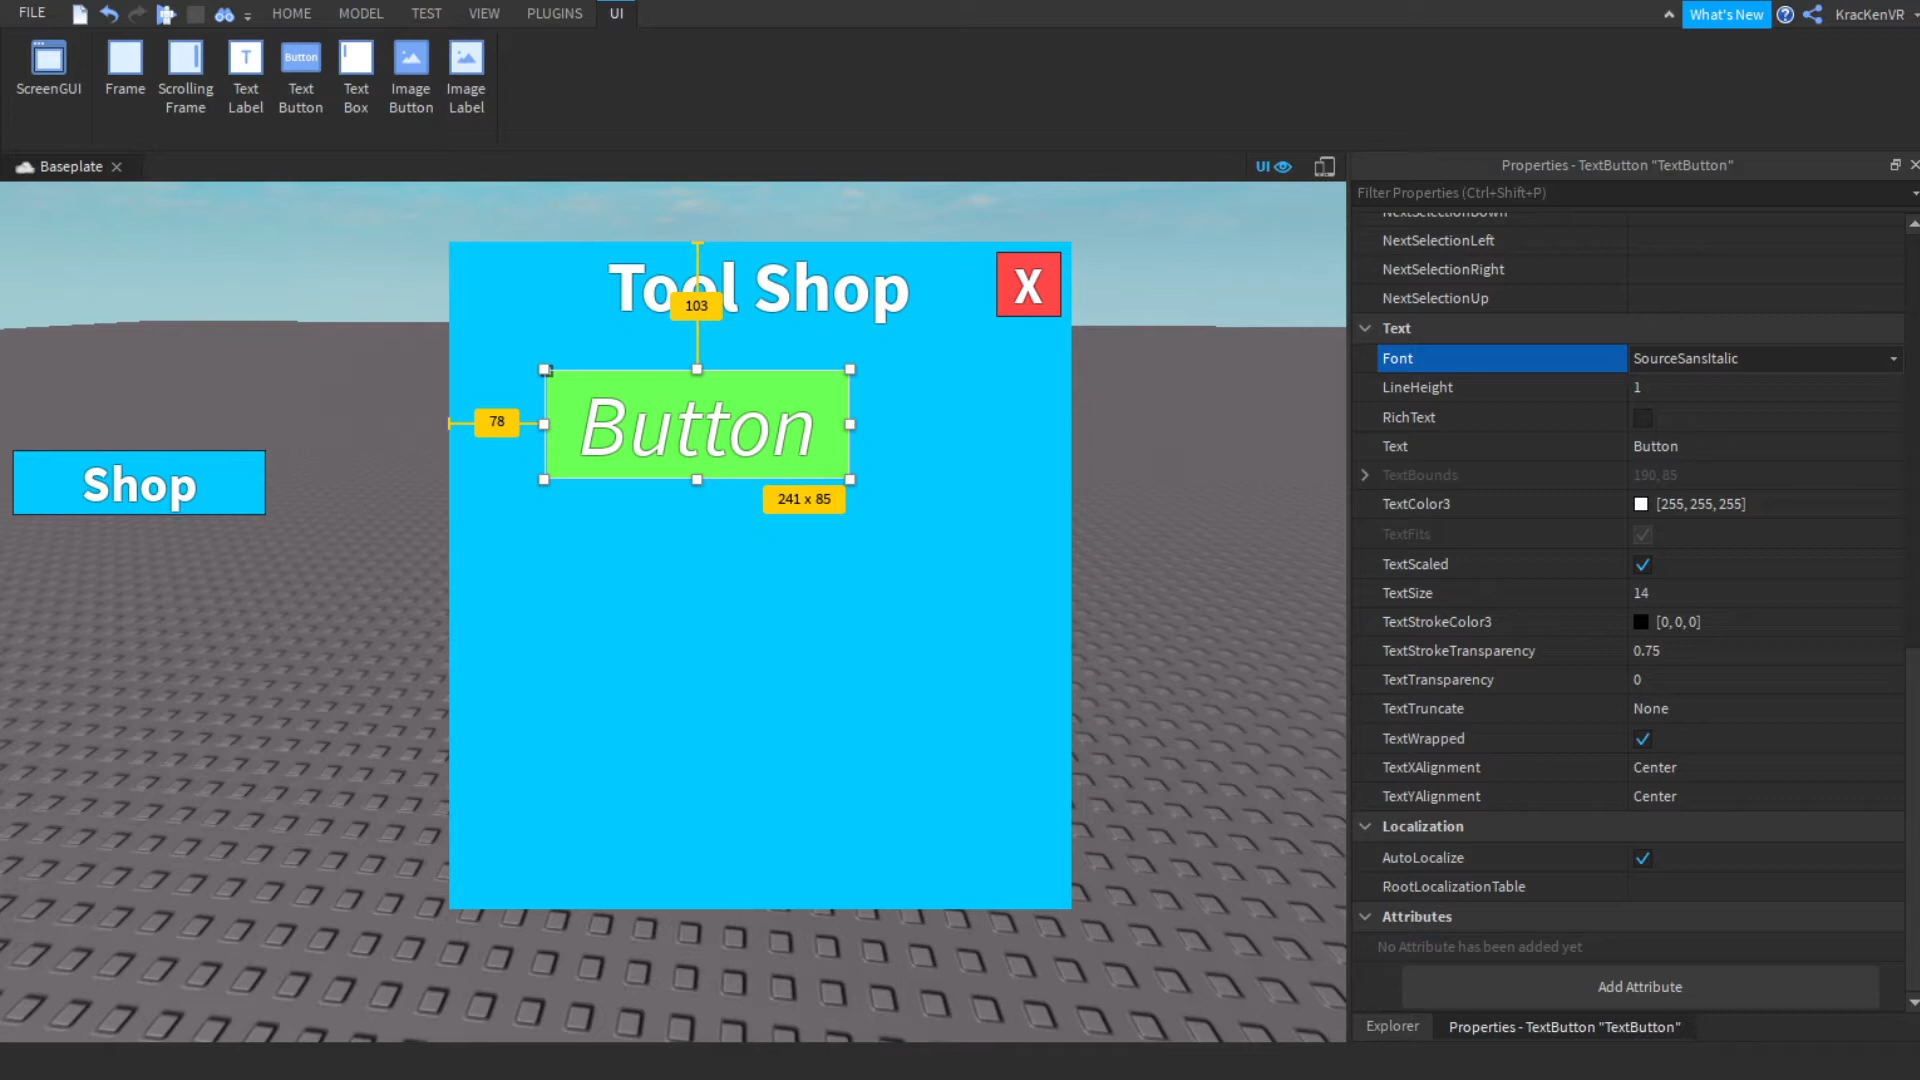 FILE
HOME
MODEL
TEST
VIEW
PLUGINS
UI
What's New
KracKenVR
ScreenGUI
Frame
Scrolling
Frame
T
Text
Label
Button
Text
Button
Text
Box
Image
Button
Image
Label
Baseplate
UI
Tool Shop
X
103
78
Button
241 x 85
Shop
Properties - TextButton "TextButton"
Filter Properties (Ctrl+Shift+P)
NextSelectionDown
NextSelectionLeft
NextSelectionRight
NextSelectionUp
Text
Font SourceSansItalic
LineHeight 1
RichText
Text Button
TextBounds 190, 85
TextColor3 [255, 255, 255]
TextFits
TextScaled
TextSize 14
TextStrokeColor3 [0, 0, 0]
TextStrokeTransparency 0.75
TextTransparency 0
TextTruncate None
TextWrapped
TextXAlignment Center
TextYAlignment Center
Localization
AutoLocalize
RootLocalizationTable
Attributes
No Attribute has been added yet
Add Attribute
Explorer
Properties - TextButton "TextButton"